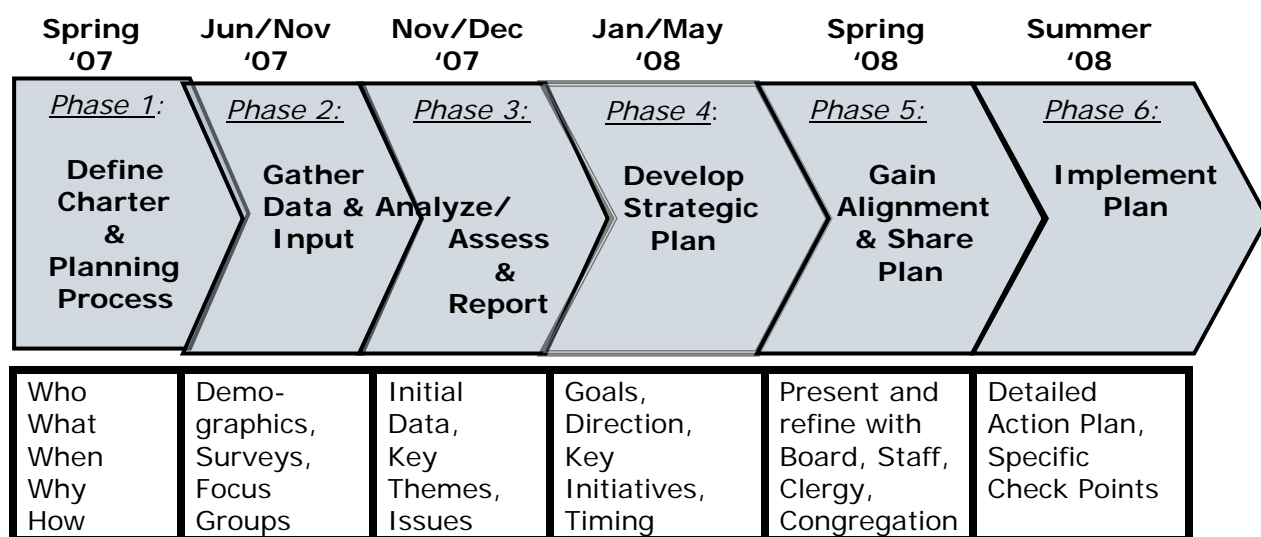 Spring
‘07
Jun/Nov
‘07
Nov/Dec
‘07
Jan/May
‘08
Spring
‘08
Summer
‘08
Phase 1:
Define
Charter
&
Planning
Process
Phase 2:
Gather
Data &
Input
Phase 3:
Analyze/
Assess
&
Report
Phase 4:
Develop
Strategic
Plan
Phase 5:
Gain
Alignment
& Share
Plan
Phase 6:
Implement
Plan
Who
What
When
Why
How
Demo-
graphics,
Surveys,
Focus
Groups
Initial
Data,
Key
Themes,
Issues
Goals,
Direction,
Key
Initiatives,
Timing
Present and
refine with
Board, Staff,
Clergy,
Congregation
Detailed
Action Plan,
Specific
Check Points